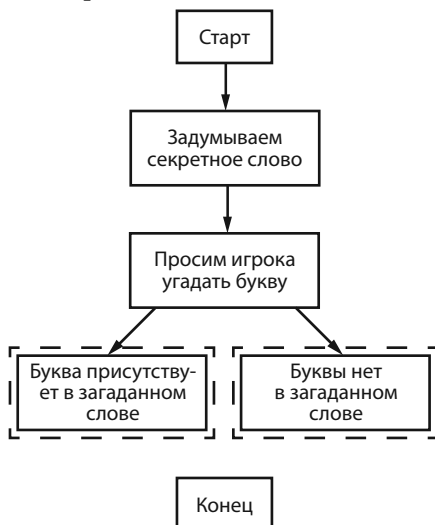 Старт
Задумываем
секретное слово
Просим игрока
угадать букву
Буква присутству-
ет в загаданном
слове
Буквы нет
в загаданном
слове
Конец